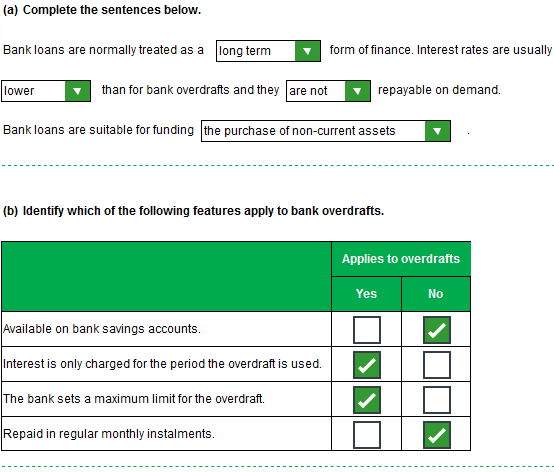 (a) Complete the sentences below.
Bank loans are normally treated as a long term form of finance. Interest rates are usually
lower than for bank overdrafts and they are not repayable on demand.
Bank loans are suitable for funding the purchase of non-current assets .
(b) Identify which of the following features apply to bank overdrafts.
Applies to overdrafts
Yes No
Available on bank savings accounts.
Interest is only charged for the period the overdraft is used.
The bank sets a maximum limit for the overdraft.
Repaid in regular monthly instalments.